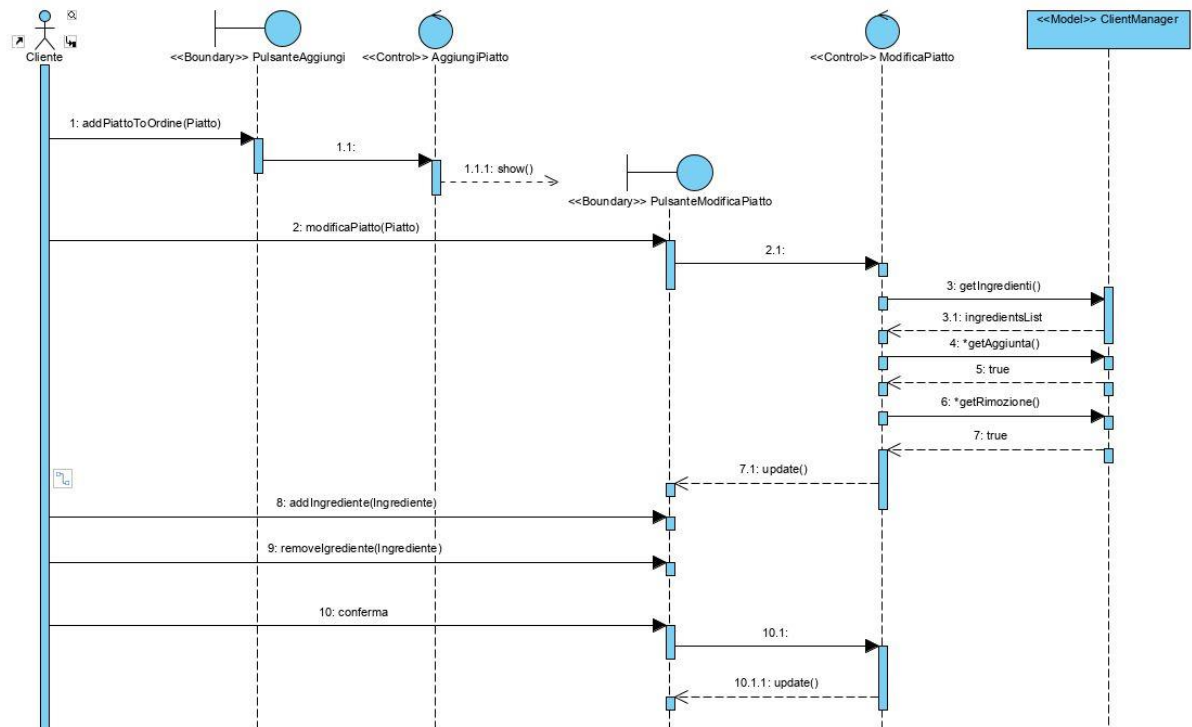 <<Model>> ClientManager
Cliente
<<Boundary>> PulsanteAggiungi
<<Control>> AggiungiPiatto
<<Control>> ModificaPiatto
1: addPiattoToOrdine(Piatto)
1.1:
1.1.1: show()
<<Boundary>> PulsanteModificaPiatto
2: modificaPiatto(Piatto)
2.1:
3: getIngredienti()
3.1: ingredientsList
4: *getAggiunta()
5: true
6: *getRimozione()
7: true
7.1: update()
8: addIngrediente(Ingrediente)
9: removeIgrediente(Ingrediente)
10: conferma
10.1:
10.1.1: update()